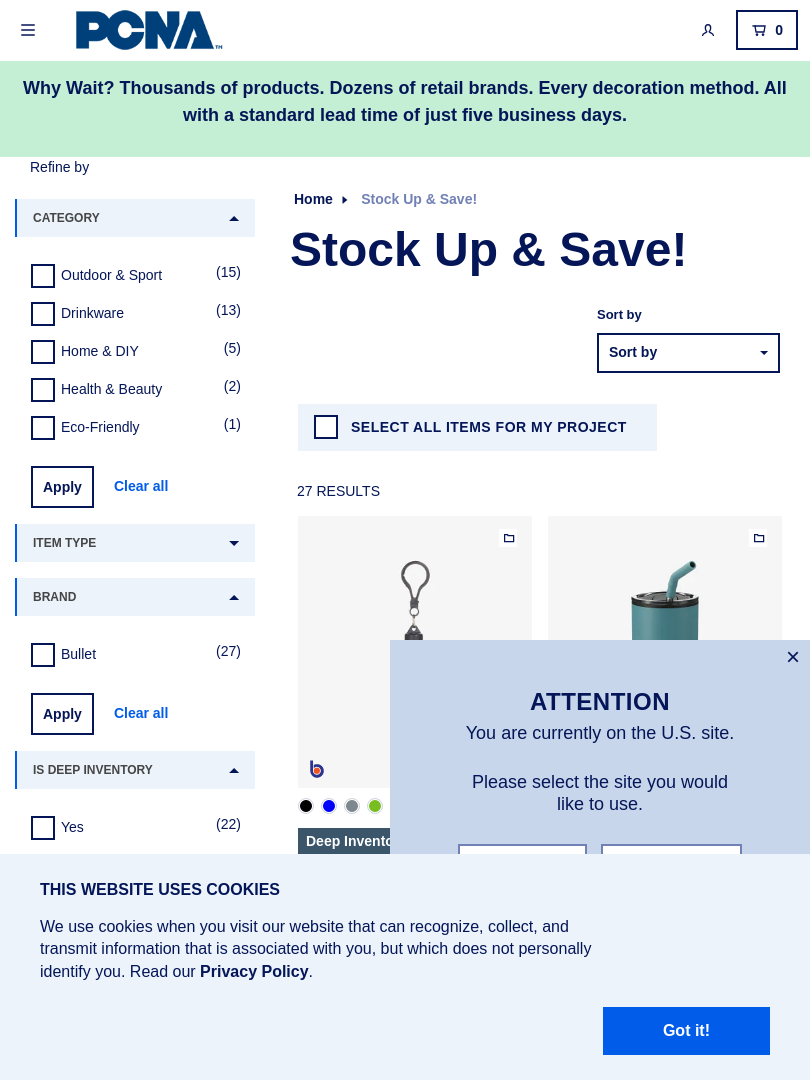 PCNA™
0
Why Wait? Thousands of products. Dozens of retail brands. Every decoration method. All
with a standard lead time of just five business days.
Refine by
CATEGORY
Outdoor & Sport (15)
Drinkware (13)
Home & DIY (5)
Health & Beauty (2)
Eco-Friendly (1)
Apply Clear all
ITEM TYPE
BRAND
Bullet (27)
Apply Clear all
IS DEEP INVENTORY
Yes (22)
Home Stock Up & Save!
Stock Up & Save!
Sort by
Sort by
SELECT ALL ITEMS FOR MY PROJECT
27 RESULTS
b
Deep Invento
ATTENTION
You are currently on the U.S. site.
Please select the site you would
like to use.
THIS WEBSITE USES COOKIES
We use cookies when you visit our website that can recognize, collect, and
transmit information that is associated with you, but which does not personally
identify you. Read our Privacy Policy.
Got it!